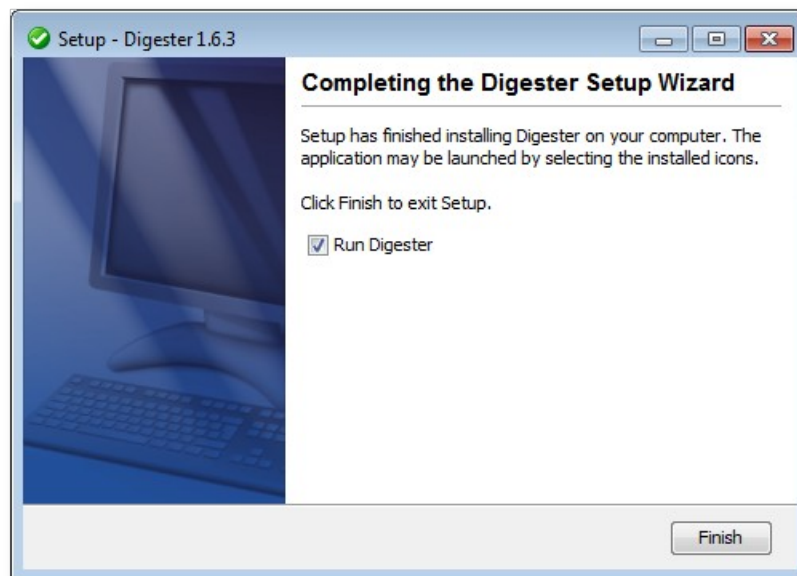 Setup - Digester 1.6.3
Completing the Digester Setup Wizard
Setup has finished installing Digester on your computer. The
application may be launched by selecting the installed icons.
Click Finish to exit Setup.
Run Digester
Finish